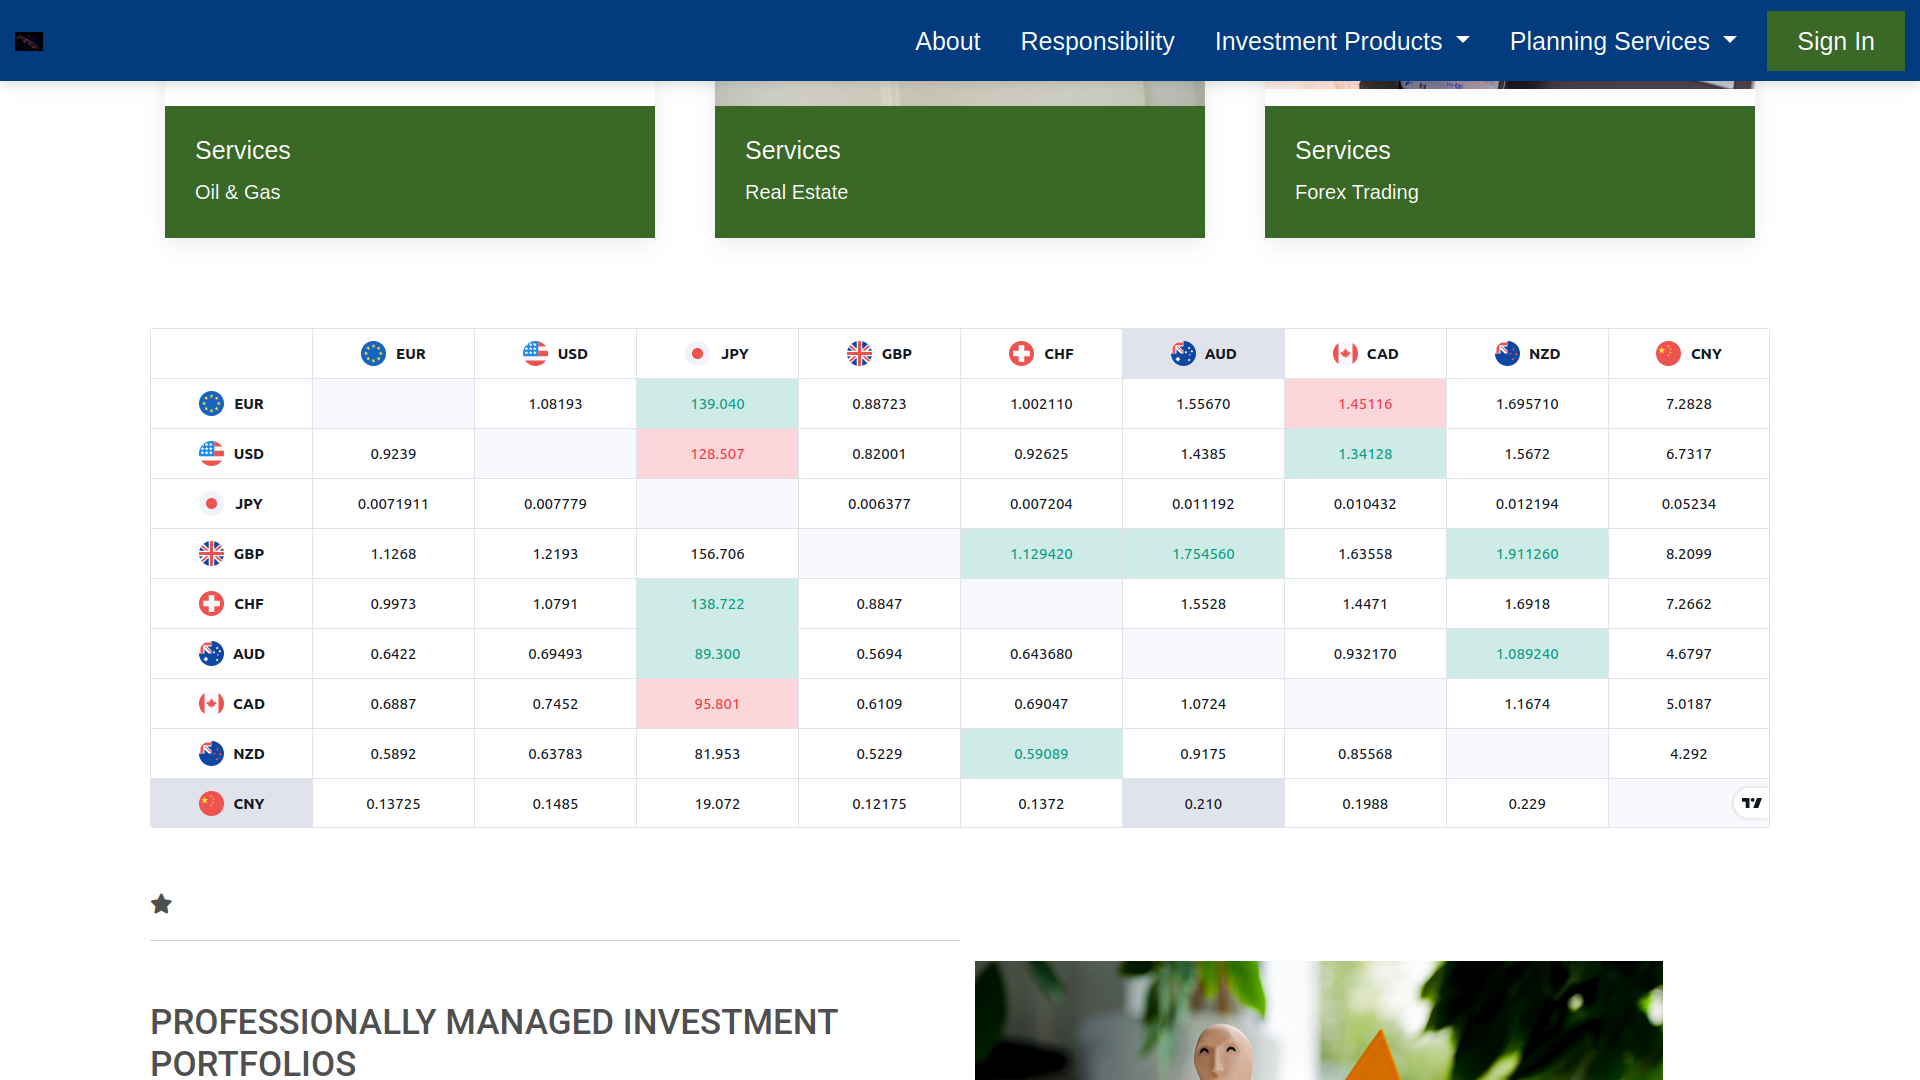 About Responsibility Investment Products Planning Services Sign In
Services Services Services
Oil & Gas Real Estate Forex Trading
EUR USD JPY GBP CHF AUD CAD NZD CNY
EUR 1.08193 139.040 0.88723 1.002110 1.55670 1.45116 1.695710 7.2828
USD 0.9239 128.507 0.82001 0.92625 1.4385 1.34128 1.5672 6.7317
JPY 0.0071911 0.007779 0.006377 0.007204 0.011192 0.010432 0.012194 0.05234
GBP 1.1268 1.2193 156.706 1.129420 1.754560 1.63558 1.911260 8.2099
CHF 0.9973 1.0791 138.722 0.8847 1.5528 1.4471 1.6918 7.2662
AUD 0.6422 0.69493 89.300 0.5694 0.643680 0.932170 1.089240 4.6797
CAD 0.6887 0.7452 95.801 0.6109 0.69047 1.0724 1.1674 5.0187
NZD 0.5892 0.63783 81.953 0.5229 0.59089 0.9175 0.85568 4.292
CNY 0.13725 0.1485 19.072 0.12175 0.1372 0.210 0.1988 0.229
PROFESSIONALLY MANAGED INVESTMENT
PORTFOLIOS